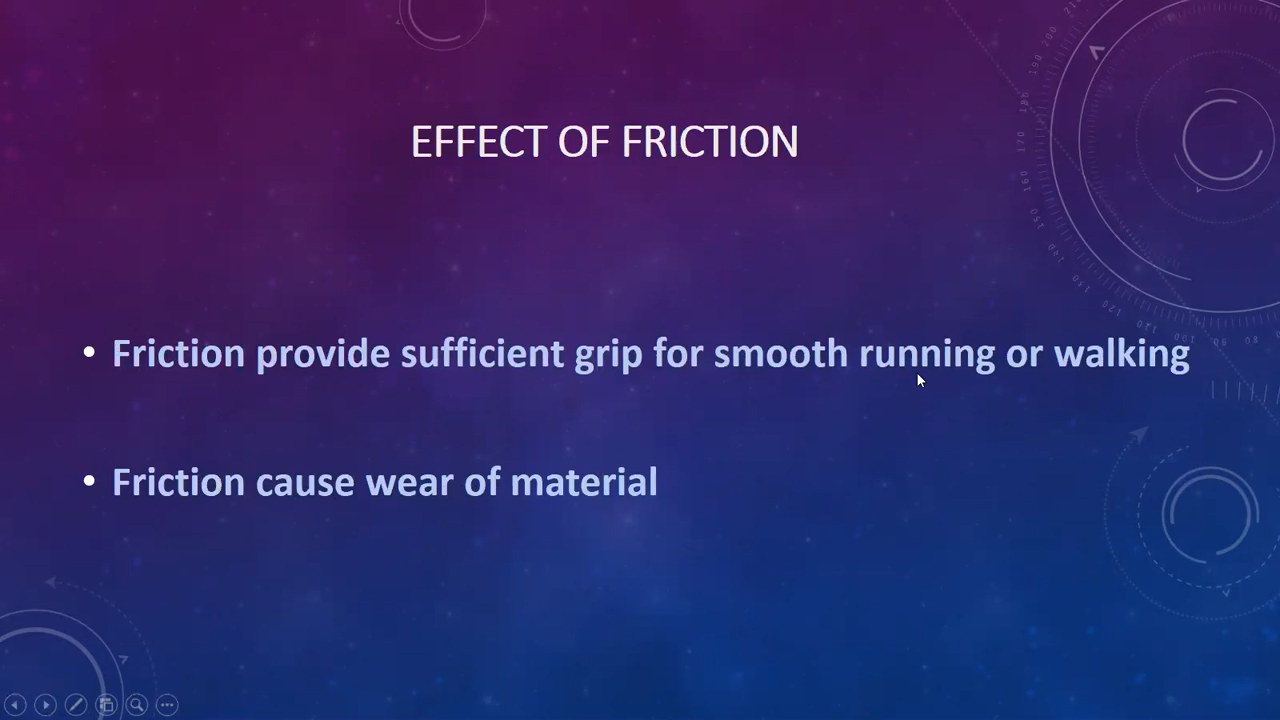 EFFECT OF FRICTION
• Friction provide sufficient grip for smooth running or walking
• Friction cause wear of material